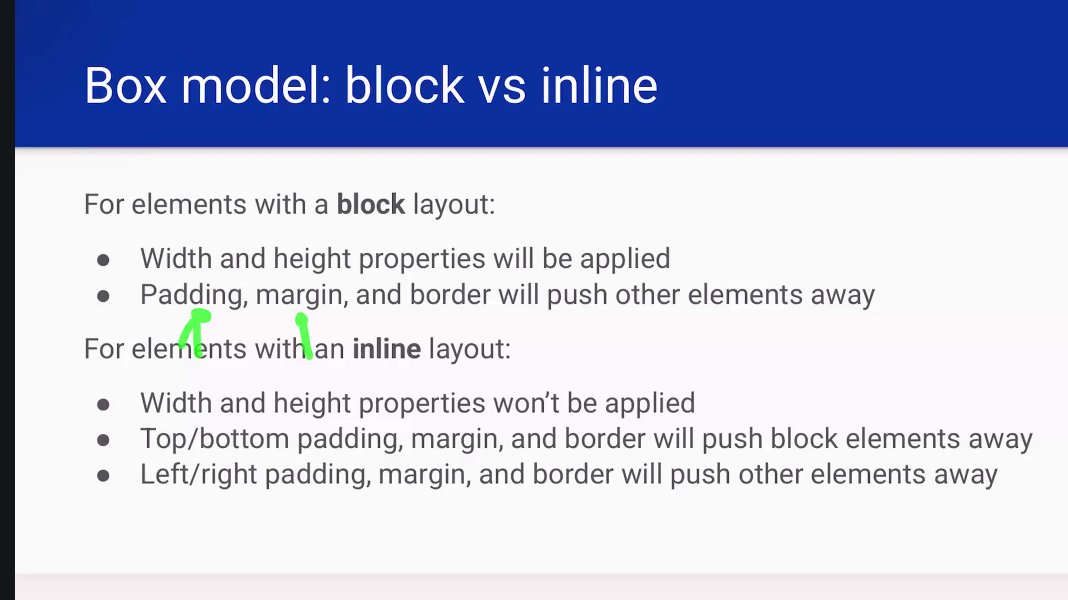 Box model: block vs inline
For elements with a block layout:
● Width and height properties will be applied
● Padding, margin, and border will push other elements away
For elements with an inline layout:
● Width and height properties won’t be applied
● Top/bottom padding, margin, and border will push block elements away
● Left/right padding, margin, and border will push other elements away